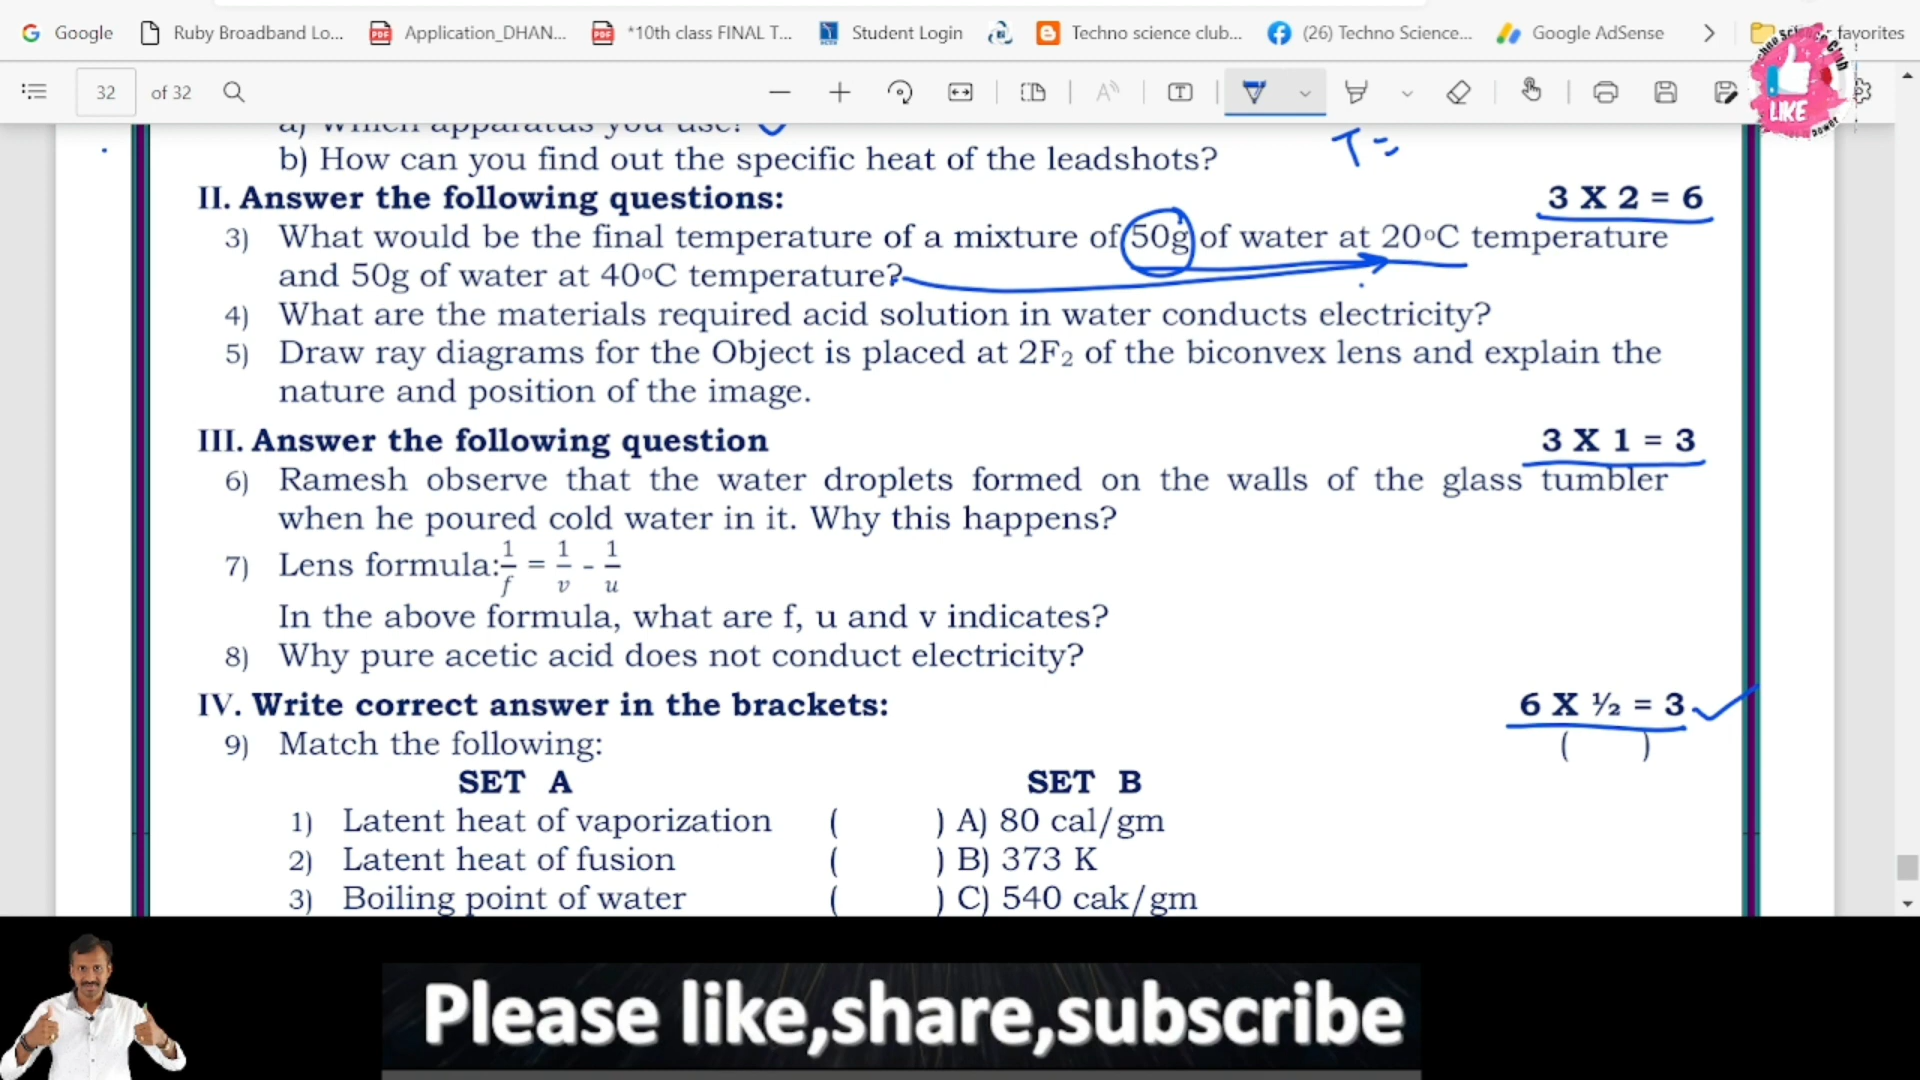 Google Ruby Broadband Lo... Application_DHAN... *10th class FINAL T... Student Login Techno science club... (26) Techno Science... Google AdSense favorites
32 of 32
LIKE
a) Which apparatus you use?
T =
b) How can you find out the specific heat of the leadshots?
II. Answer the following questions: 3 X 2 = 6
3) What would be the final temperature of a mixture of 50g of water at 20oC temperature
and 50g of water at 40oC temperature?
4) What are the materials required acid solution in water conducts electricity?
5) Draw ray diagrams for the Object is placed at 2F2 of the biconvex lens and explain the
nature and position of the image.
III. Answer the following question 3 X 1 = 3
6) Ramesh observe that the water droplets formed on the walls of the glass tumbler
when he poured cold water in it. Why this happens?
7) Lens formula: 1/f = 1/v - 1/u
In the above formula, what are f, u and v indicates?
8) Why pure acetic acid does not conduct electricity?
IV. Write correct answer in the brackets: 6 X ½ = 3
9) Match the following: ( )
SET A SET B
1) Latent heat of vaporization ( ) A) 80 cal/gm
2) Latent heat of fusion ( ) B) 373 K
3) Boiling point of water ( ) C) 540 cak/gm
Please like,share,subscribe